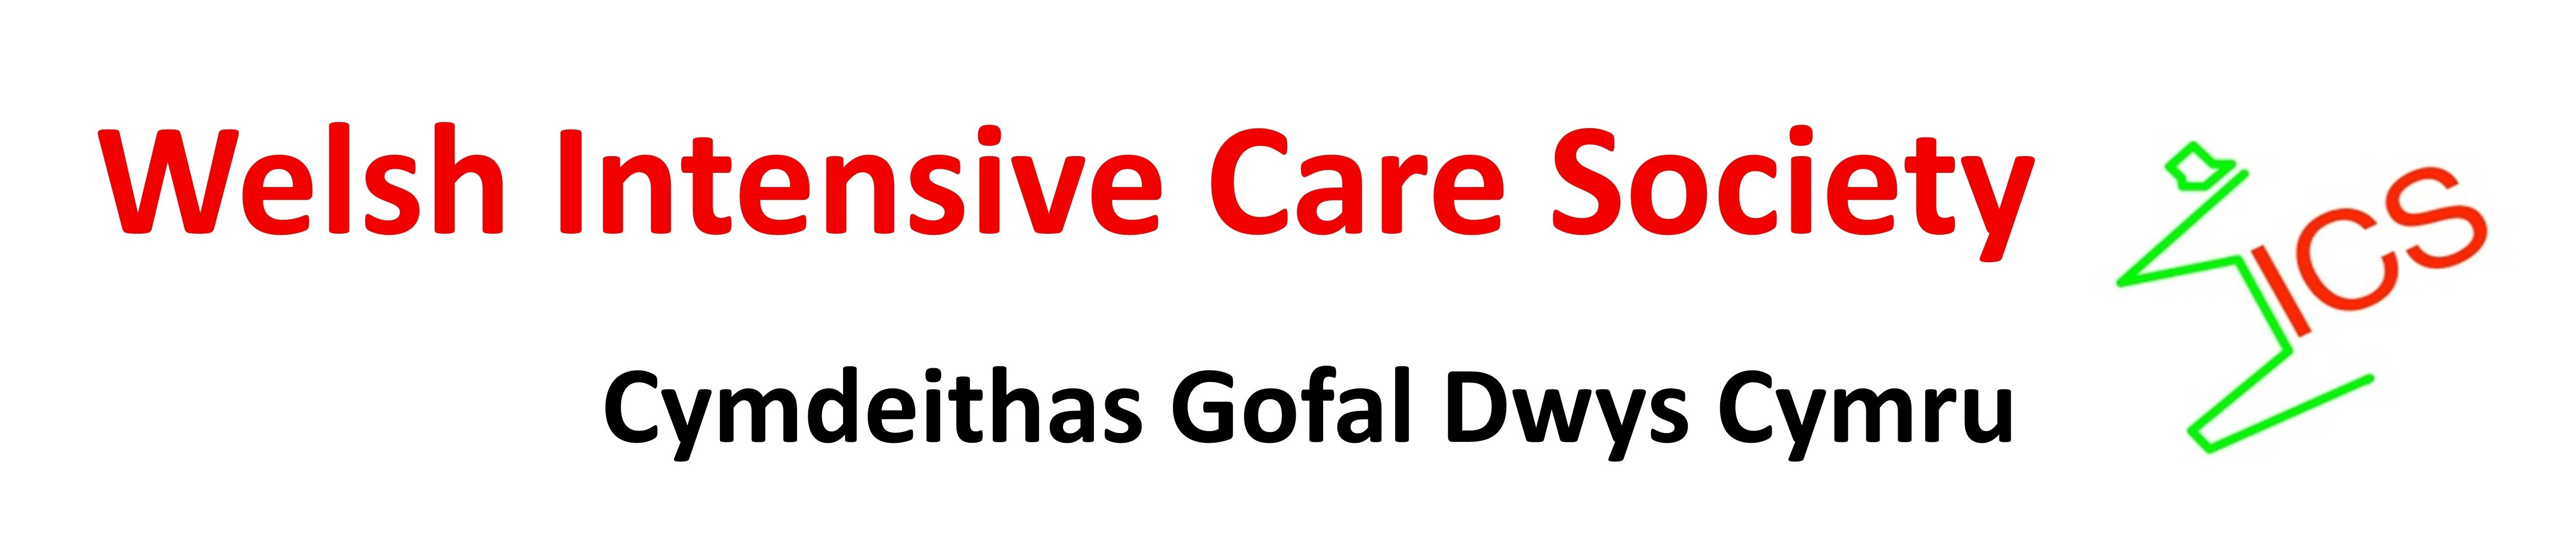 Welsh Intensive Care Society
ICS
Cymdeithas Gofal Dwys Cymru